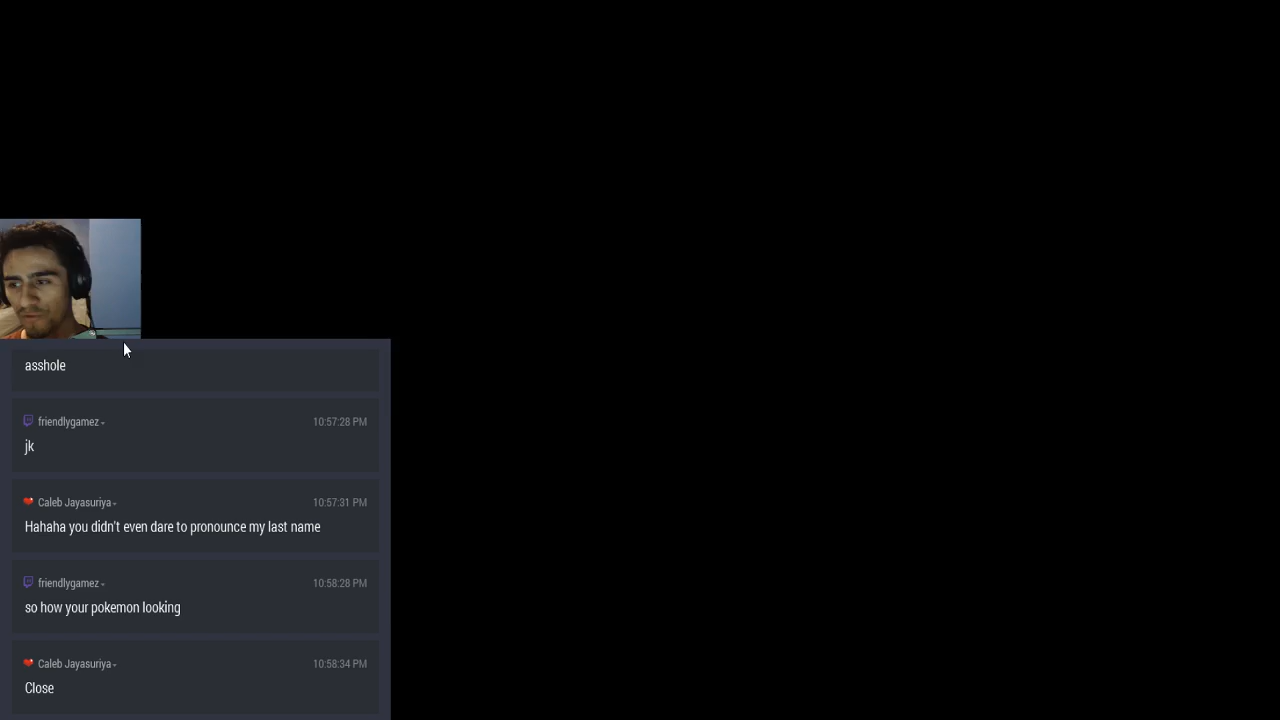 asshole
friendlygamez 10:57:28 PM
jk
Caleb Jayasuriya 10:57:31 PM
Hahaha you didn't even dare to pronounce my last name
friendlygamez 10:58:28 PM
so how your pokemon looking
Caleb Jayasuriya 10:58:34 PM
Close